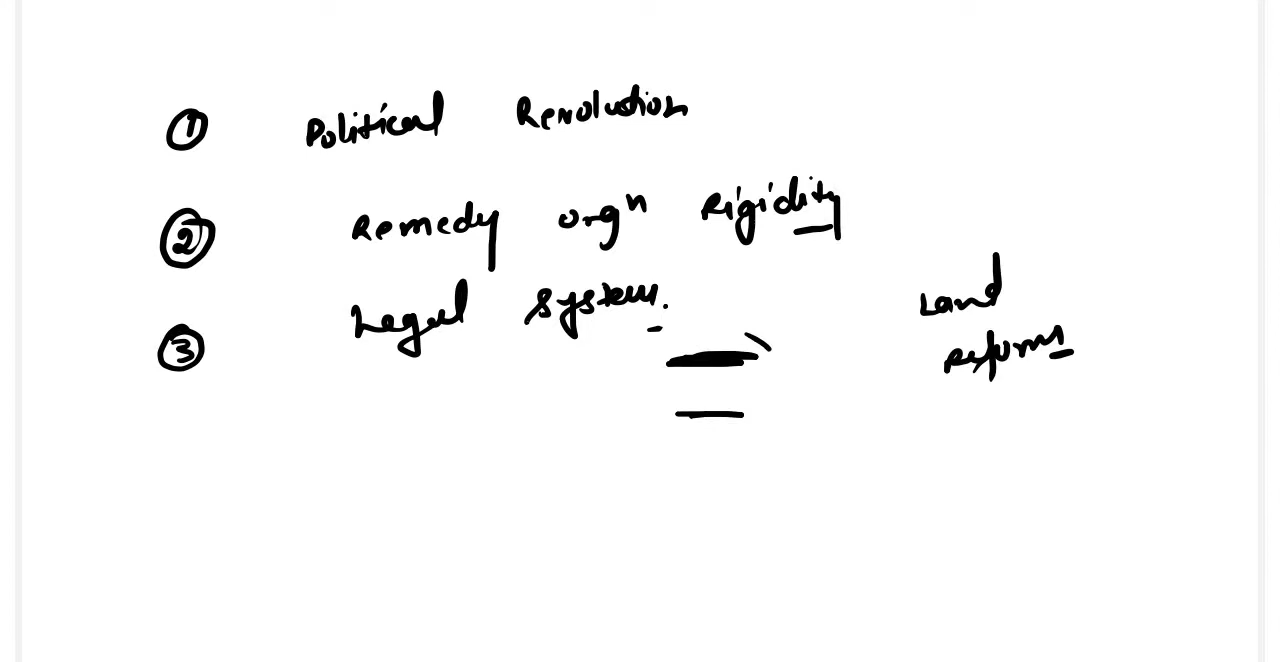 ① Political Revolution
② Remedy orgⁿ Rigidity
③ Legal System.
Land
Reforms